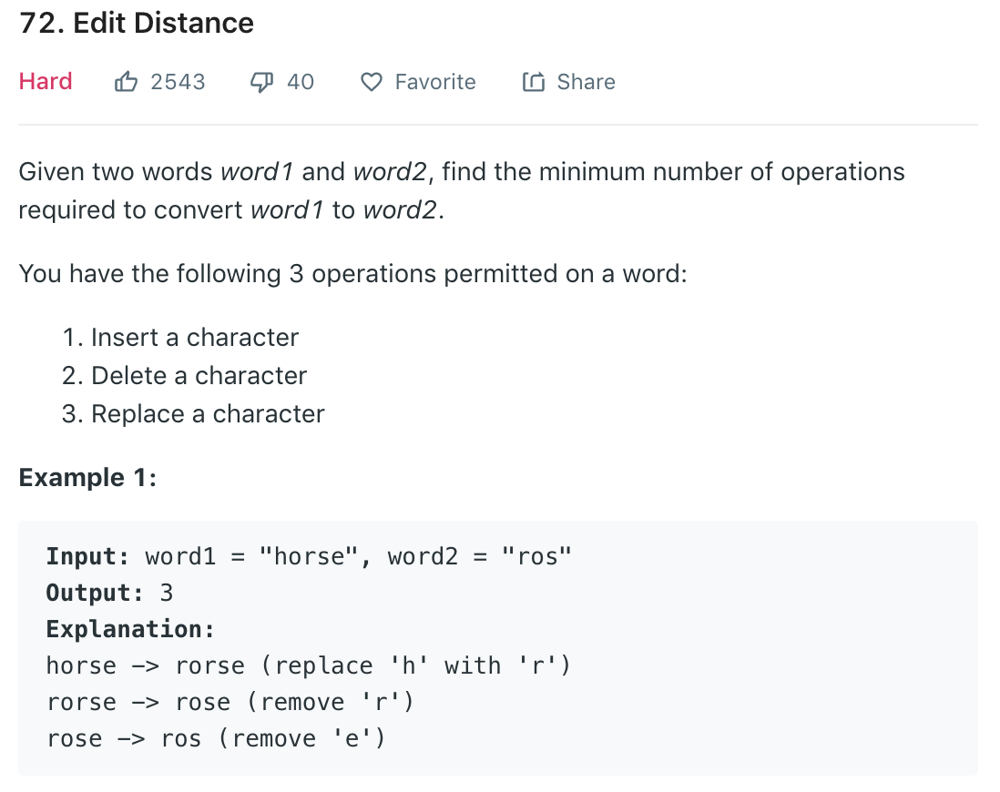 72. Edit Distance
Hard 2543 40 Favorite Share
Given two words word1 and word2, find the minimum number of operations
required to convert word1 to word2.
You have the following 3 operations permitted on a word:
1. Insert a character
2. Delete a character
3. Replace a character
Example 1:
Input: word1 = "horse", word2 = "ros"
Output: 3
Explanation:
horse -> rorse (replace 'h' with 'r')
rorse -> rose (remove 'r')
rose -> ros (remove 'e')